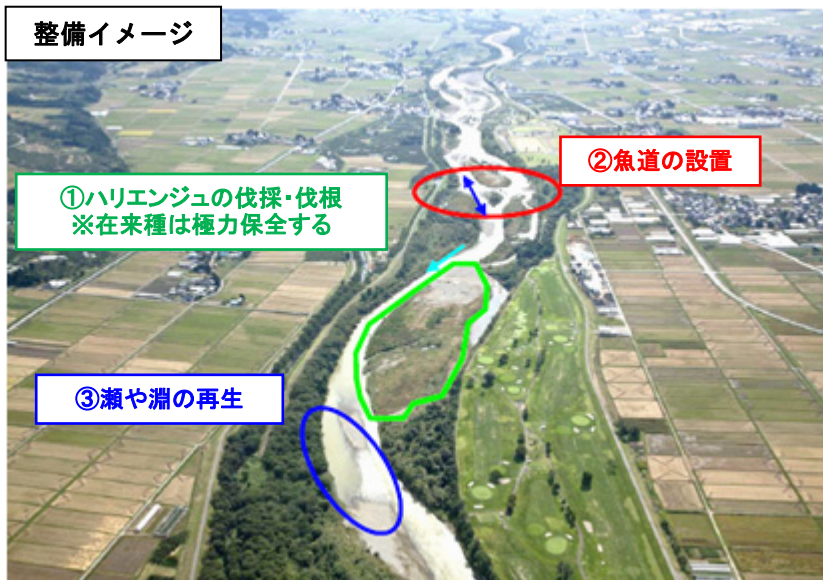 整備イメージ
②魚道の設置
①ハリエンジュの伐採・伐根
※在来種は極力保全する
③瀬や淵の再生